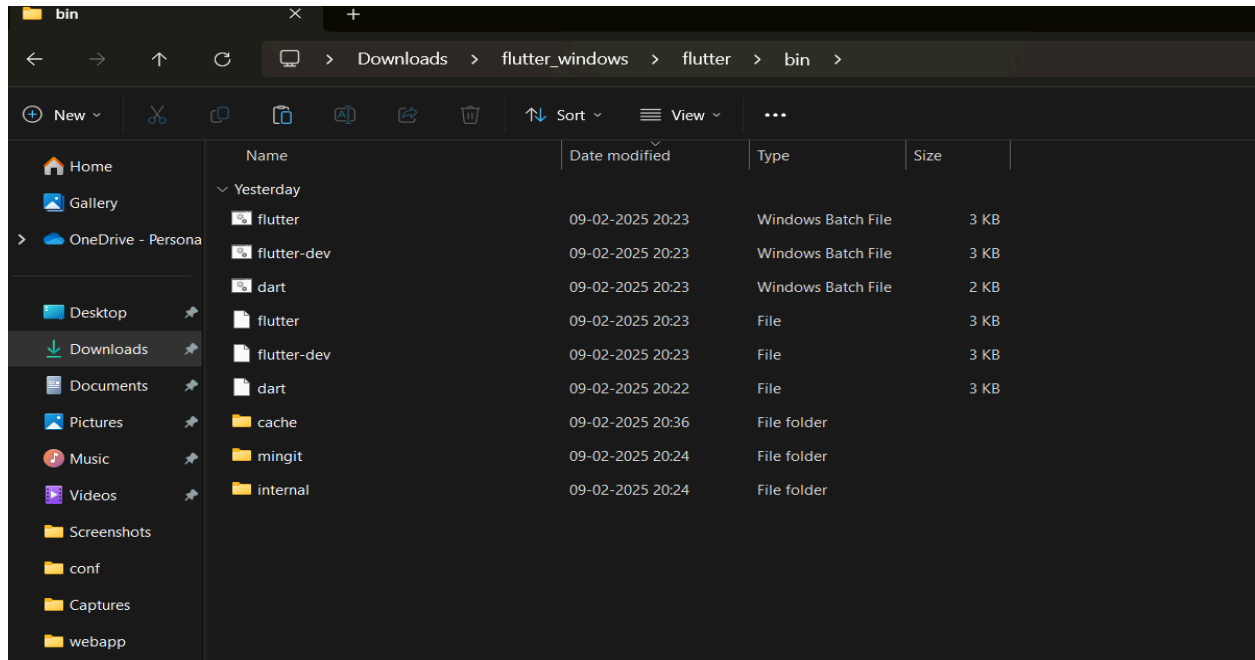 bin
Downloads > flutter_windows > flutter > bin >
New Sort View
Name Date modified Type Size
Yesterday
flutter 09-02-2025 20:23 Windows Batch File 3 KB
flutter-dev 09-02-2025 20:23 Windows Batch File 3 KB
dart 09-02-2025 20:23 Windows Batch File 2 KB
flutter 09-02-2025 20:23 File 3 KB
flutter-dev 09-02-2025 20:23 File 3 KB
dart 09-02-2025 20:22 File 3 KB
cache 09-02-2025 20:36 File folder
mingit 09-02-2025 20:24 File folder
internal 09-02-2025 20:24 File folder
Home
Gallery
OneDrive - Persona
Desktop
Downloads
Documents
Pictures
Music
Videos
Screenshots
conf
Captures
webapp